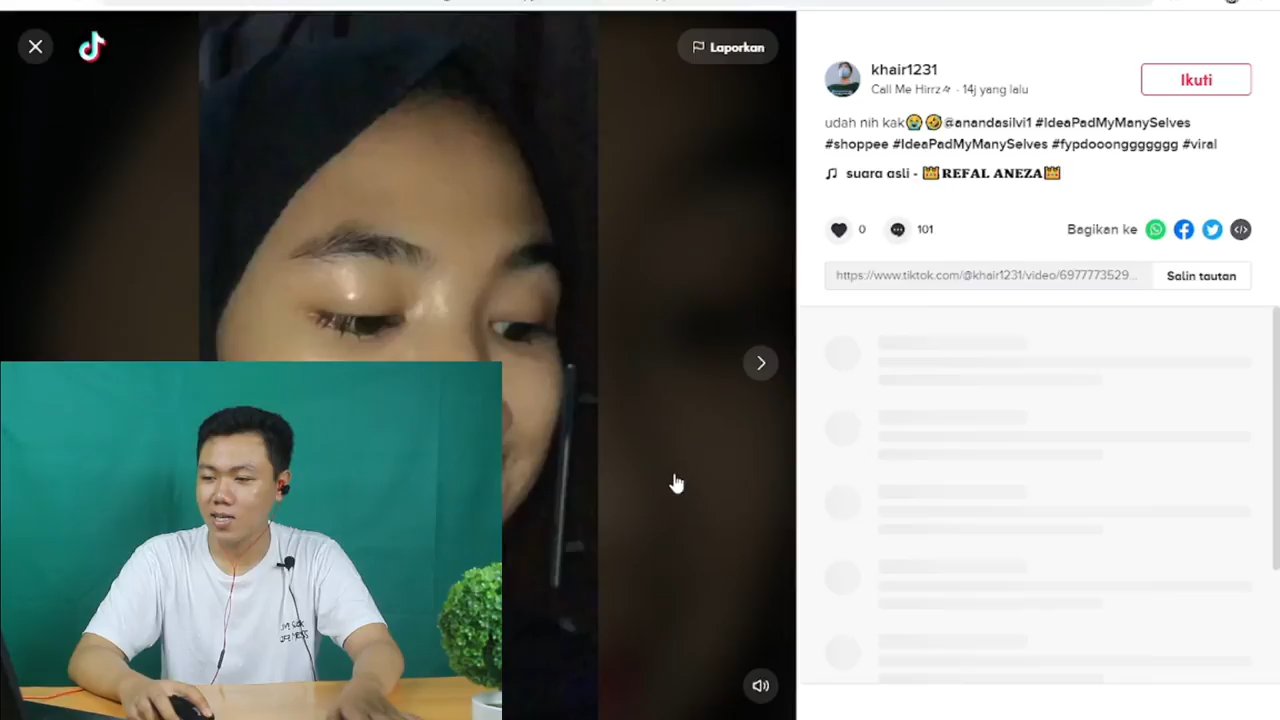 Laporkan
khair1231
Call Me Hirrz · 14j yang lalu
Ikuti
udah nih kak😭🤣@anandasilvi1 #IdeaPadMyManySelves
#shoppee #IdeaPadMyManySelves #fypdooongggggg #viral
♫ suara asli - 👑𝐑𝐄𝐅𝐀𝐋 𝐀𝐍𝐄𝐙𝐀👑
0
101
Bagikan ke
https://www.tiktok.com/@khair1231/video/6977773529...
Salin tautan